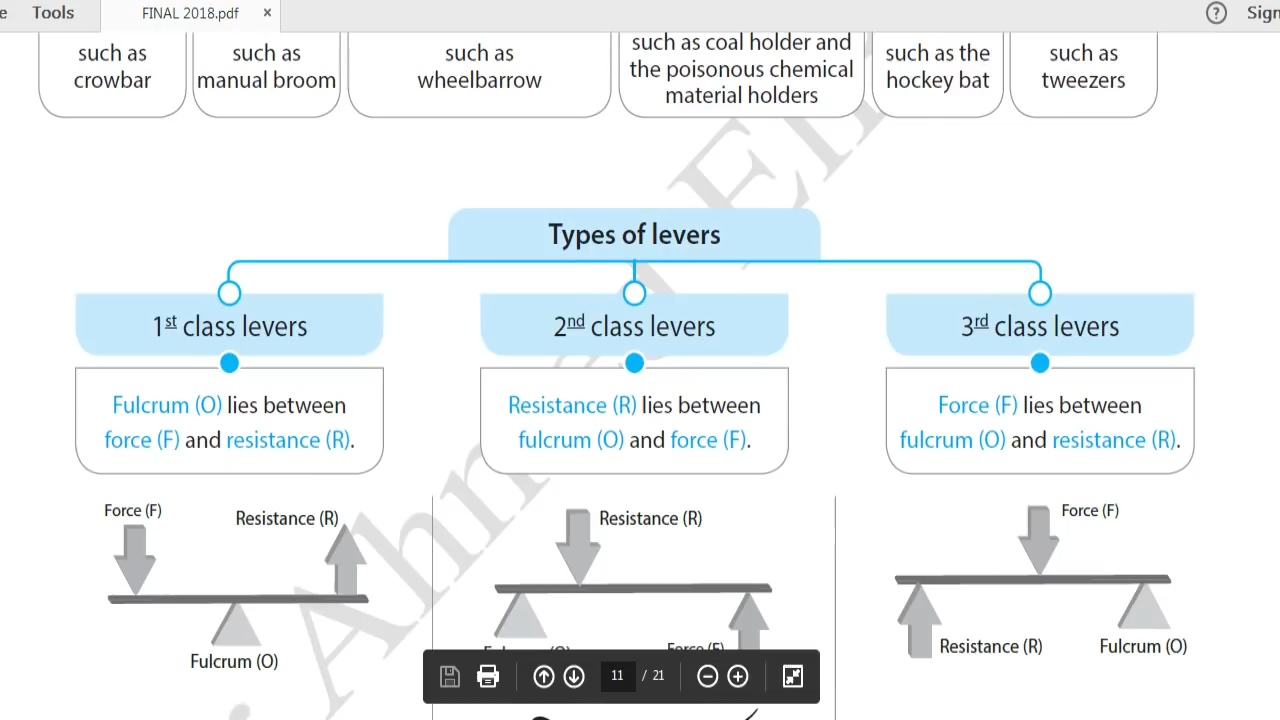 Tools
FINAL 2018.pdf
×
?
Sign
such as
crowbar
such as
manual broom
such as
wheelbarrow
such as coal holder and
the poisonous chemical
material holders
such as the
hockey bat
such as
tweezers
Types of levers
1st class levers
2nd class levers
3rd class levers
Fulcrum (O) lies between
force (F) and resistance (R).
Resistance (R) lies between
fulcrum (O) and force (F).
Force (F) lies between
fulcrum (O) and resistance (R).
Force (F)
Resistance (R)
Fulcrum (O)
Resistance (R)
Fulcrum (O)
Force (F)
Force (F)
Resistance (R)
Fulcrum (O)
11 / 21